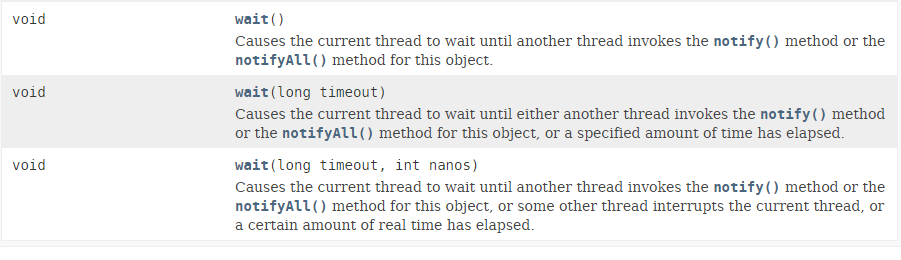 void wait()
Causes the current thread to wait until another thread invokes the notify() method or the
notifyAll() method for this object.
void wait(long timeout)
Causes the current thread to wait until either another thread invokes the notify() method
or the notifyAll() method for this object, or a specified amount of time has elapsed.
void wait(long timeout, int nanos)
Causes the current thread to wait until another thread invokes the notify() method or the
notifyAll() method for this object, or some other thread interrupts the current thread, or
a certain amount of real time has elapsed.